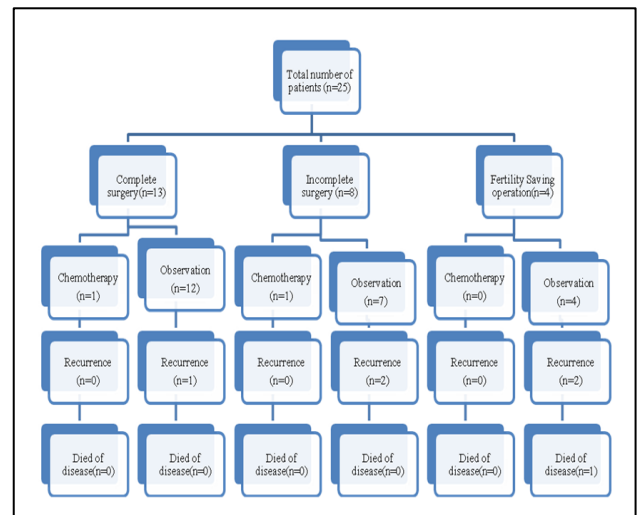 Total number of
patients (n=25)
Complete
surgery(n=13)
Incomplete
surgery (n=8)
Fertility Saving
operation(n=4)
Chemotherapy
(n=1)
Observation
(n=12)
Chemotherapy
(n=1)
Observation
(n=7)
Chemotherapy
(n=0)
Observation
(n=4)
Recurrence
(n=0)
Recurrence
(n=1)
Recurrence
(n=0)
Recurrence
(n=2)
Recurrence
(n=0)
Recurrence
(n=2)
Died of
disease(n=0)
Died of
disease(n=0)
Died of
disease(n=0)
Died of
disease(n=0)
Died of
disease(n=0)
Died of
disease(n=1)